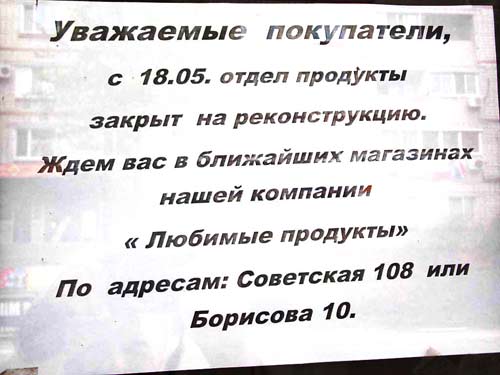 Уважаемые покупатели,
с 18.05. отдел продукты
закрыт на реконструкцию.
Ждем вас в ближайших магазинах
нашей компании
« Любимые продукты»
По адресам: Советская 108 или
Борисова 10.